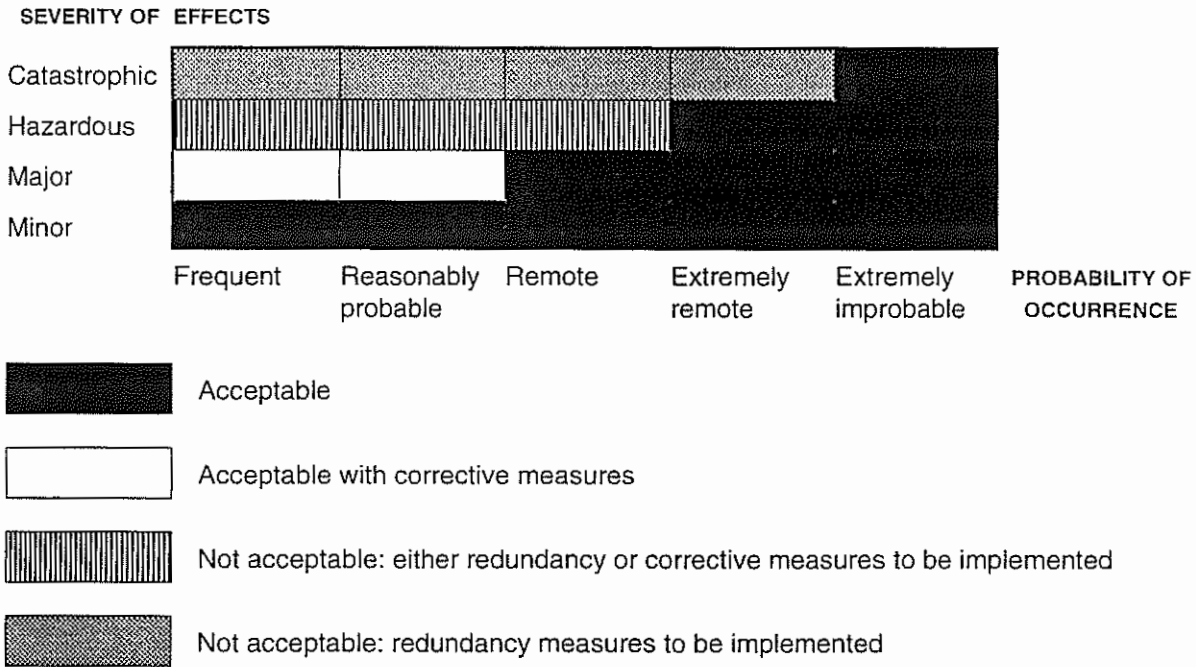 SEVERITY OF EFFECTS
Catastrophic
Hazardous
Major
Minor
Frequent Reasonably Remote Extremely Extremely PROBABILITY OF
probable remote improbable OCCURRENCE
Acceptable
Acceptable with corrective measures
Not acceptable: either redundancy or corrective measures to be implemented
Not acceptable: redundancy measures to be implemented